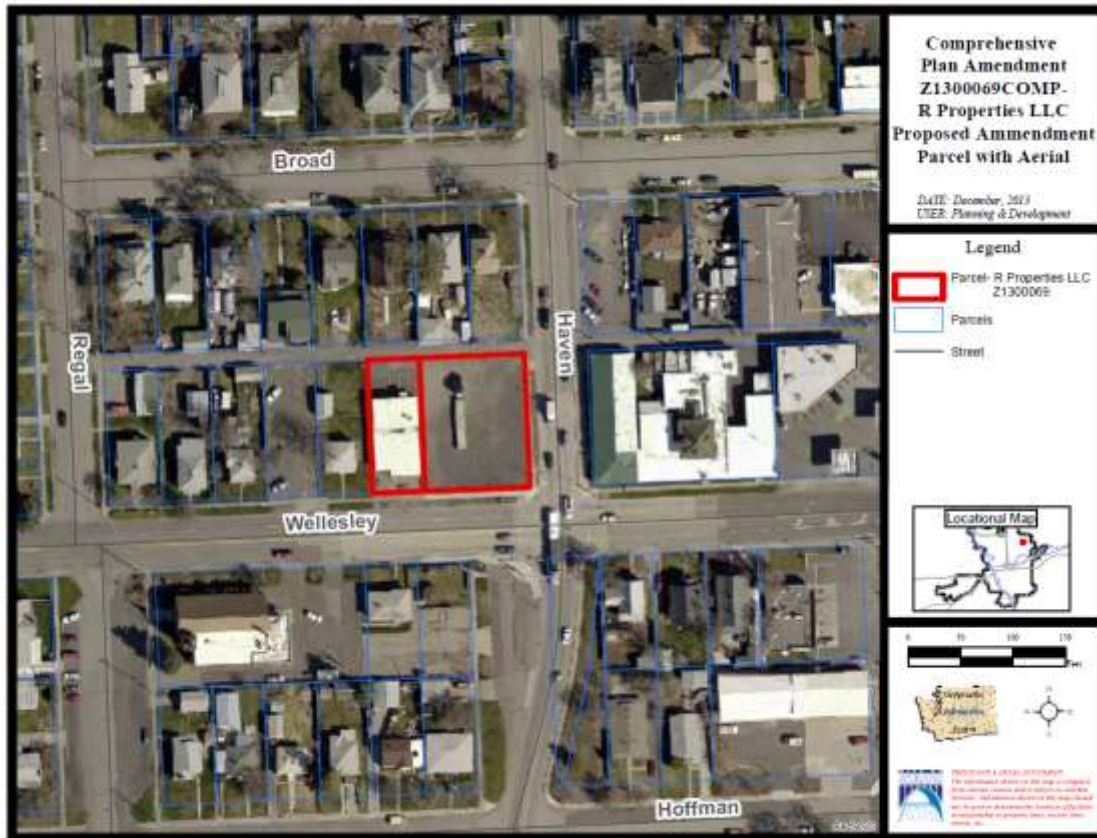 Comprehensive
Plan Amendment
Z1300069COMP-
R Properties LLC
Proposed Ammendment
Parcel with Aerial
DATE: December, 2013
USER: Planning & Development
Legend
Parcel- R Properties LLC
Z1300069
Parcels
Street
Locational Map
Broad
Regal
Haven
Wellesley
Hoffman